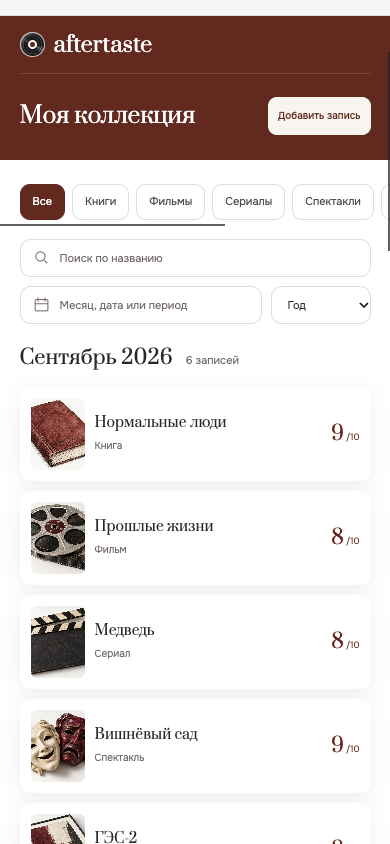 aftertaste
Моя коллекция
Добавить запись
Все
Книги
Фильмы
Сериалы
Спектакли
Поиск по названию
Месяц, дата или период
Год
Сентябрь 2026
6 записей
Нормальные люди
Книга
9 /10
Прошлые жизни
Фильм
8 /10
Медведь
Сериал
8 /10
Вишнёвый сад
Спектакль
9 /10
ГЭС-2